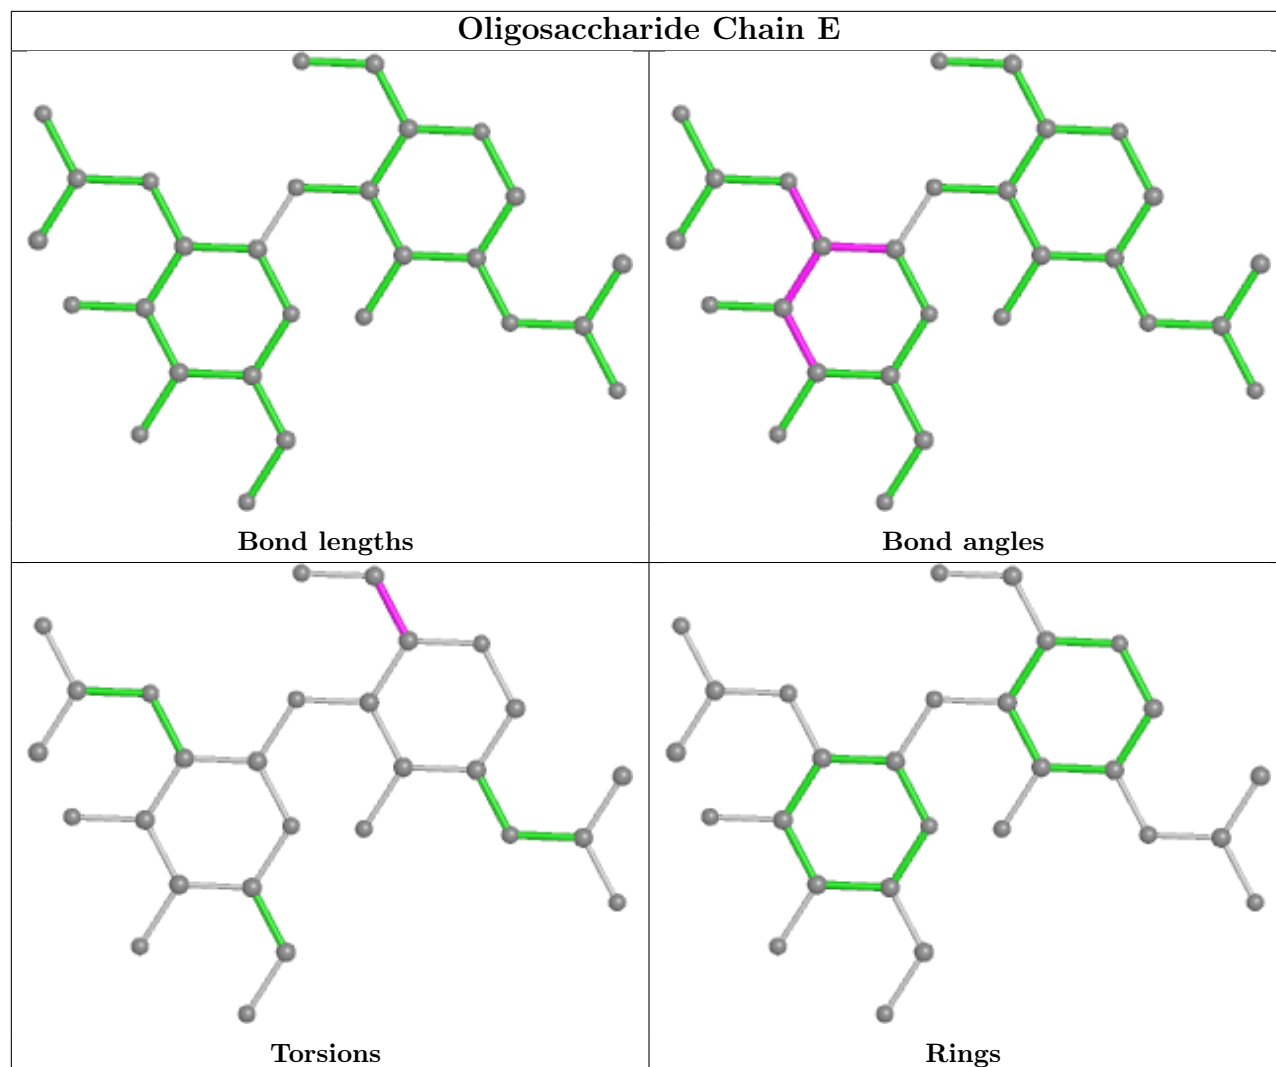 Oligosaccharide Chain E
Bond lengths
Bond angles
Torsions
Rings